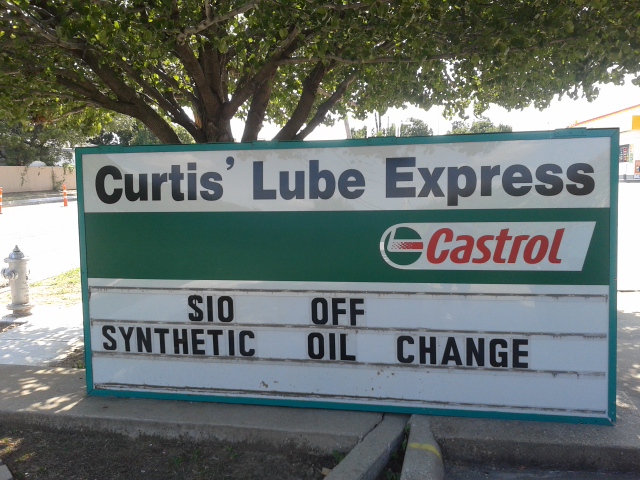 Curtis' Lube Express
Castrol
SIO OFF
SYNTHETIC OIL CHANGE